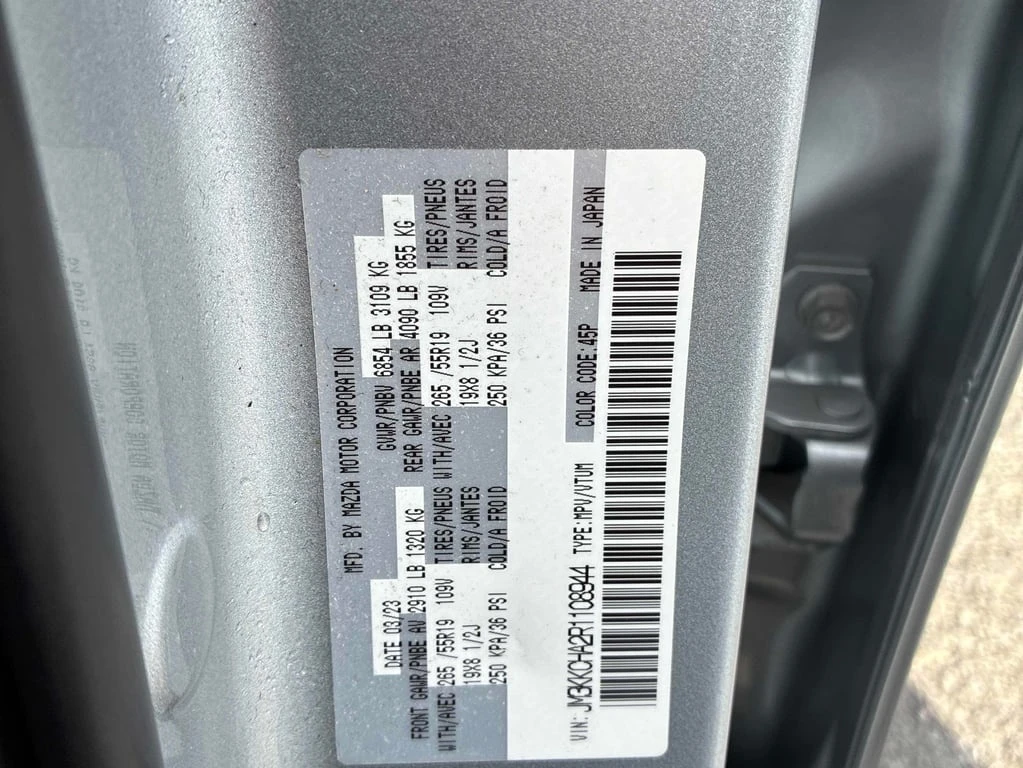 MFD. BY MAZDA MOTOR CORPORATION
DATE 03/23 GVWR/PNBV 6854 LB 3109 KG
FRONT GAWR/PNBE AV 2910 LB 1320 KG REAR GAWR/PNBE AR 4090 LB 1855 KG
WITH/AVEC 265 /55R19 109V TIRES/PNEUS WITH/AVEC 265 /55R19 109V TIRES/PNEUS
19X8 1/2J RIMS/JANTES 19X8 1/2J RIMS/JANTES
250 KPA/36 PSI COLD/A FROID 250 KPA/36 PSI COLD/A FROID
COLOR CODE:45P MADE IN JAPAN
VIN: JM3KKCHA2R1108944 TYPE:MPV/VTUM